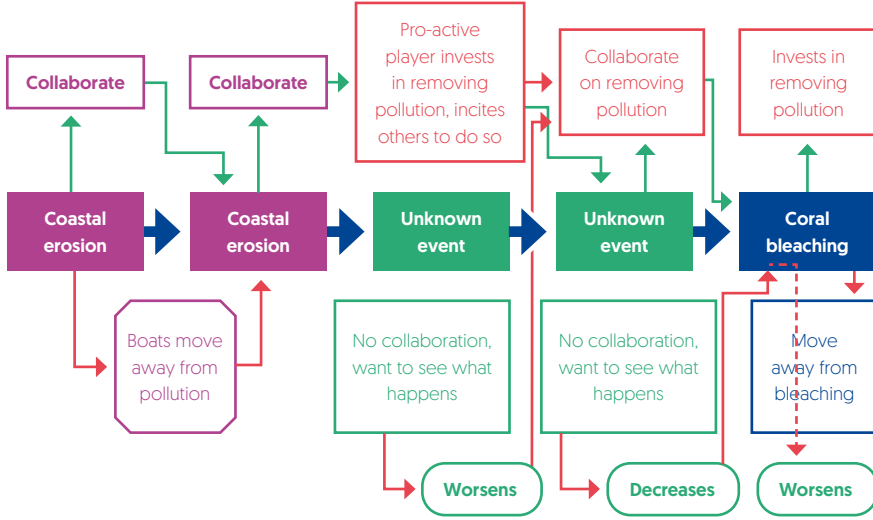 Pro-active
player invests
in removing
pollution, incites
others to do so
Collaborate
on removing
pollution
Invests in
removing
pollution
Collaborate
Collaborate
Coastal
erosion
Coastal
erosion
Unknown
event
Unknown
event
Coral
bleaching
Boats move
away from
pollution
No collaboration,
want to see what
happens
No collaboration,
want to see what
happens
Move
away from
bleaching
Worsens
Decreases
Worsens